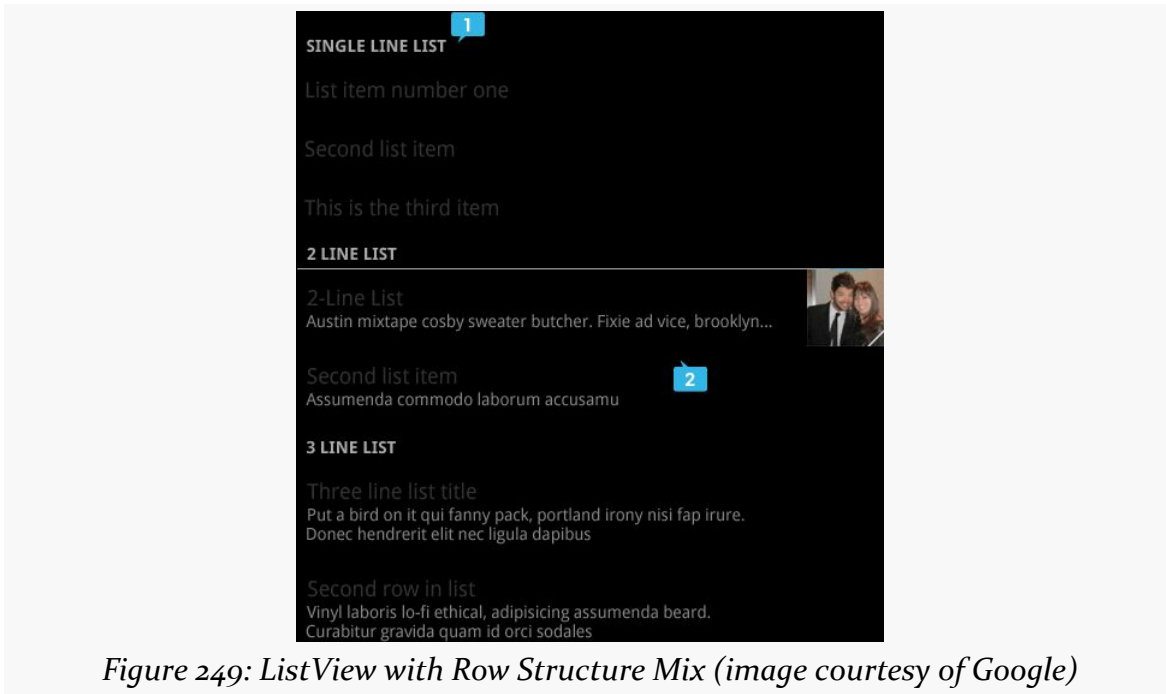 1
SINGLE LINE LIST
List item number one
Second list item
This is the third item
2 LINE LIST
2-Line List
Austin mixtape cosby sweater butcher. Fixie ad vice, brooklyn...
Second list item
2
Assumenda commodo laborum accusamu
3 LINE LIST
Three line list title
Put a bird on it qui fanny pack, portland irony nisi fap irure.
Donec hendrerit elit nec ligula dapibus
Second row in list
Vinyl laboris lo-fi ethical, adipisicing assumenda beard.
Curabitur gravida quam id orci sodales
Figure 249: ListView with Row Structure Mix (image courtesy of Google)